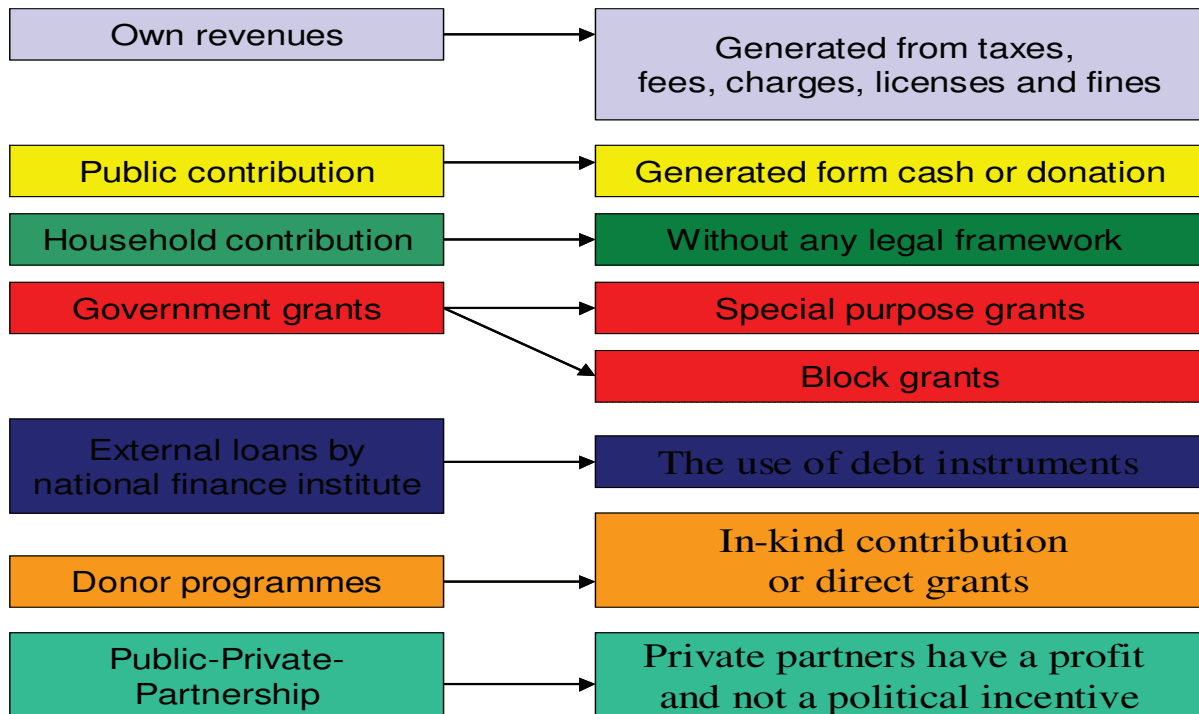 Own revenues
Generated from taxes,
fees, charges, licenses and fines
Public contribution
Generated form cash or donation
Household contribution
Without any legal framework
Government grants
Special purpose grants
Block grants
External loans by
national finance institute
The use of debt instruments
Donor programmes
In-kind contribution
or direct grants
Public-Private-
Partnership
Private partners have a profit
and not a political incentive